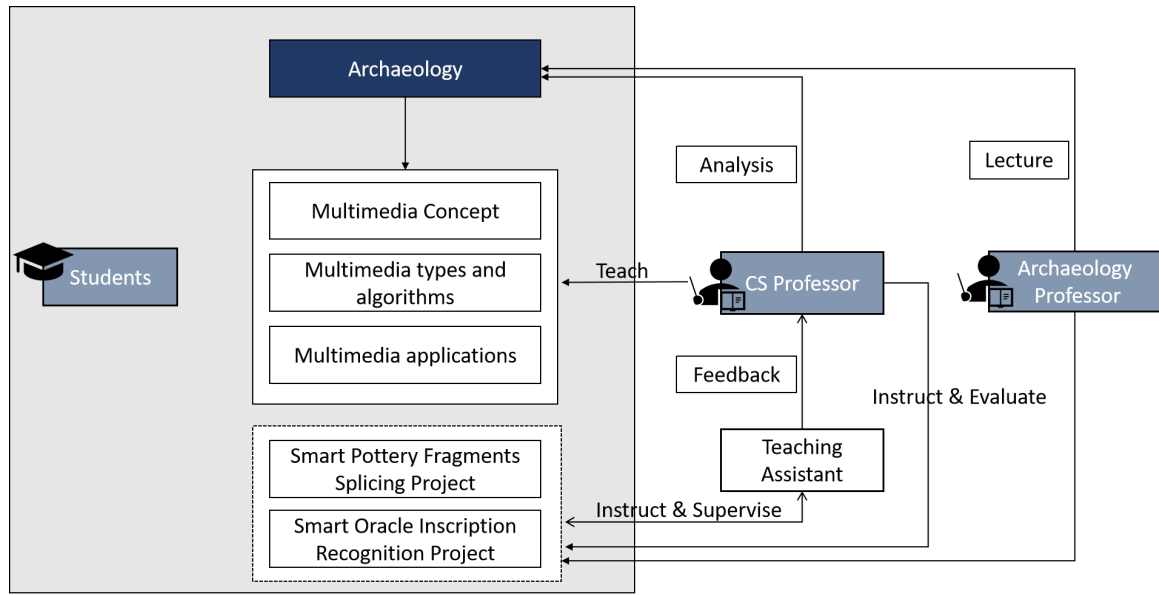 Archaeology
Lecture
Analysis
Multimedia Concept
Students
Multimedia types and
algorithms
Teach
CS Professor
Archaeology
Professor
Multimedia applications
Feedback
Instruct & Evaluate
Smart Pottery Fragments
Splicing Project
Teaching
Assistant
Instruct & Supervise
Smart Oracle Inscription
Recognition Project